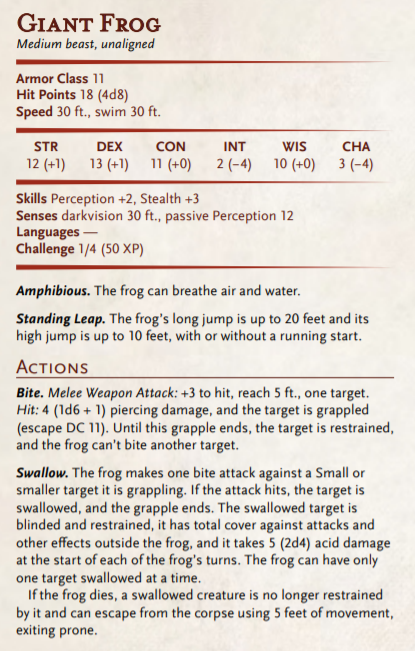 GIANT FROG
Medium beast, unaligned
Armor Class 11
Hit Points 18 (4d8)
Speed 30 ft., swim 30 ft.
STR DEX CON INT WIS CHA
12 (+1) 13 (+1) 11 (+0) 2 (−4) 10 (+0) 3 (−4)
Skills Perception +2, Stealth +3
Senses darkvision 30 ft., passive Perception 12
Languages —
Challenge 1/4 (50 XP)
Amphibious. The frog can breathe air and water.
Standing Leap. The frog’s long jump is up to 20 feet and its
high jump is up to 10 feet, with or without a running start.
ACTIONS
Bite. Melee Weapon Attack: +3 to hit, reach 5 ft., one target.
Hit: 4 (1d6 + 1) piercing damage, and the target is grappled
(escape DC 11). Until this grapple ends, the target is restrained,
and the frog can’t bite another target.
Swallow. The frog makes one bite attack against a Small or
smaller target it is grappling. If the attack hits, the target is
swallowed, and the grapple ends. The swallowed target is
blinded and restrained, it has total cover against attacks and
other effects outside the frog, and it takes 5 (2d4) acid damage
at the start of each of the frog’s turns. The frog can have only
one target swallowed at a time.
If the frog dies, a swallowed creature is no longer restrained
by it and can escape from the corpse using 5 feet of movement,
exiting prone.